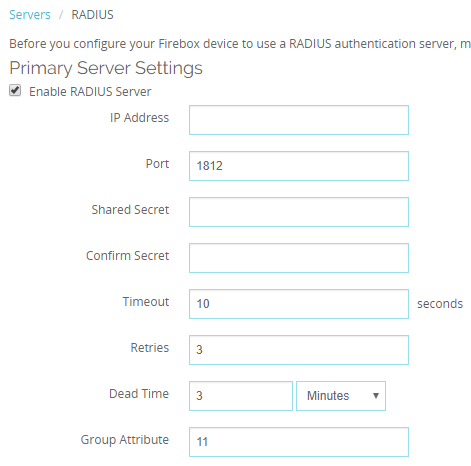 Servers / RADIUS
Before you configure your Firebox device to use a RADIUS authentication server, m
Primary Server Settings
Enable RADIUS Server
IP Address
Port 1812
Shared Secret
Confirm Secret
Timeout 10 seconds
Retries 3
Dead Time 3 Minutes
Group Attribute 11